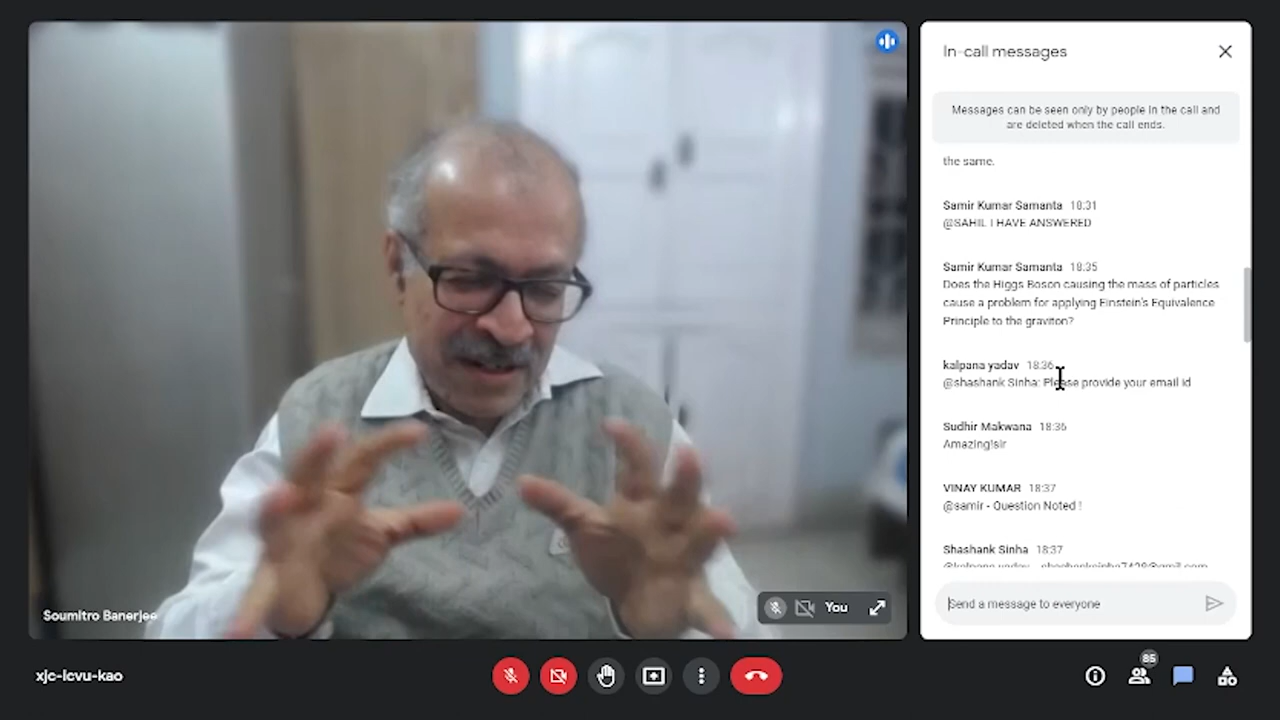 In-call messages
Messages can be seen only by people in the call and
are deleted when the call ends.
the same.
Samir Kumar Samanta 18:31
@SAHIL I HAVE ANSWERED
Samir Kumar Samanta 18:35
Does the Higgs Boson causing the mass of particles
cause a problem for applying Einstein's Equivalence
Principle to the graviton?
kalpana yadav 18:36
@shashank Sinha: Please provide your email id
Sudhir Makwana 18:36
Amazing!sir
VINAY KUMAR 18:37
@samir - Question Noted !
Shashank Sinha 18:37
Send a message to everyone
Soumitro Banerjee
You
xjc-lcvu-kao
85